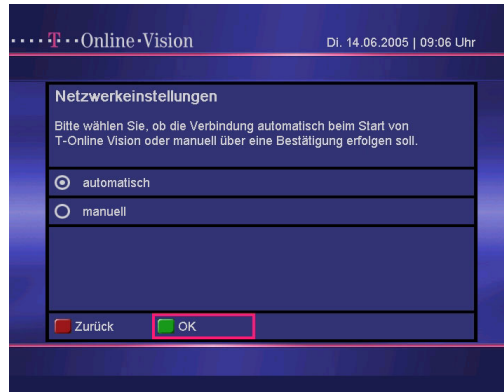 ····T··Online·Vision
Di. 14.06.2005 | 09:06 Uhr
Netzwerkeinstellungen
Bitte wählen Sie, ob die Verbindung automatisch beim Start von
T-Online Vision oder manuell über eine Bestätigung erfolgen soll.
automatisch
manuell
Zurück
OK